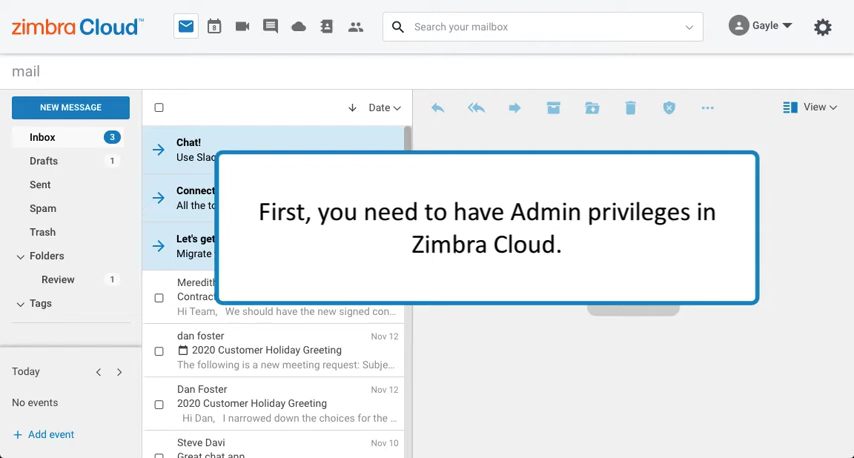 zimbra Cloud™
8
Search your mailbox
Gayle
mail
NEW MESSAGE
Inbox
3
Drafts
1
Sent
Spam
Trash
Folders
Review
1
Tags
Today
No events
+ Add event
Date
View
Chat!
Use Slac
Connect
All the to
Let's get
Migrate
First, you need to have Admin privileges in
Zimbra Cloud.
Meredith
Contrac
Hi Team, We should have the new signed con...
dan foster
Nov 12
2020 Customer Holiday Greeting
The following is a new meeting request: Subje...
Dan Foster
Nov 12
2020 Customer Holiday Greeting
Hi Dan, I narrowed down the choices for the ...
Steve Davi
Nov 10
Great chat app